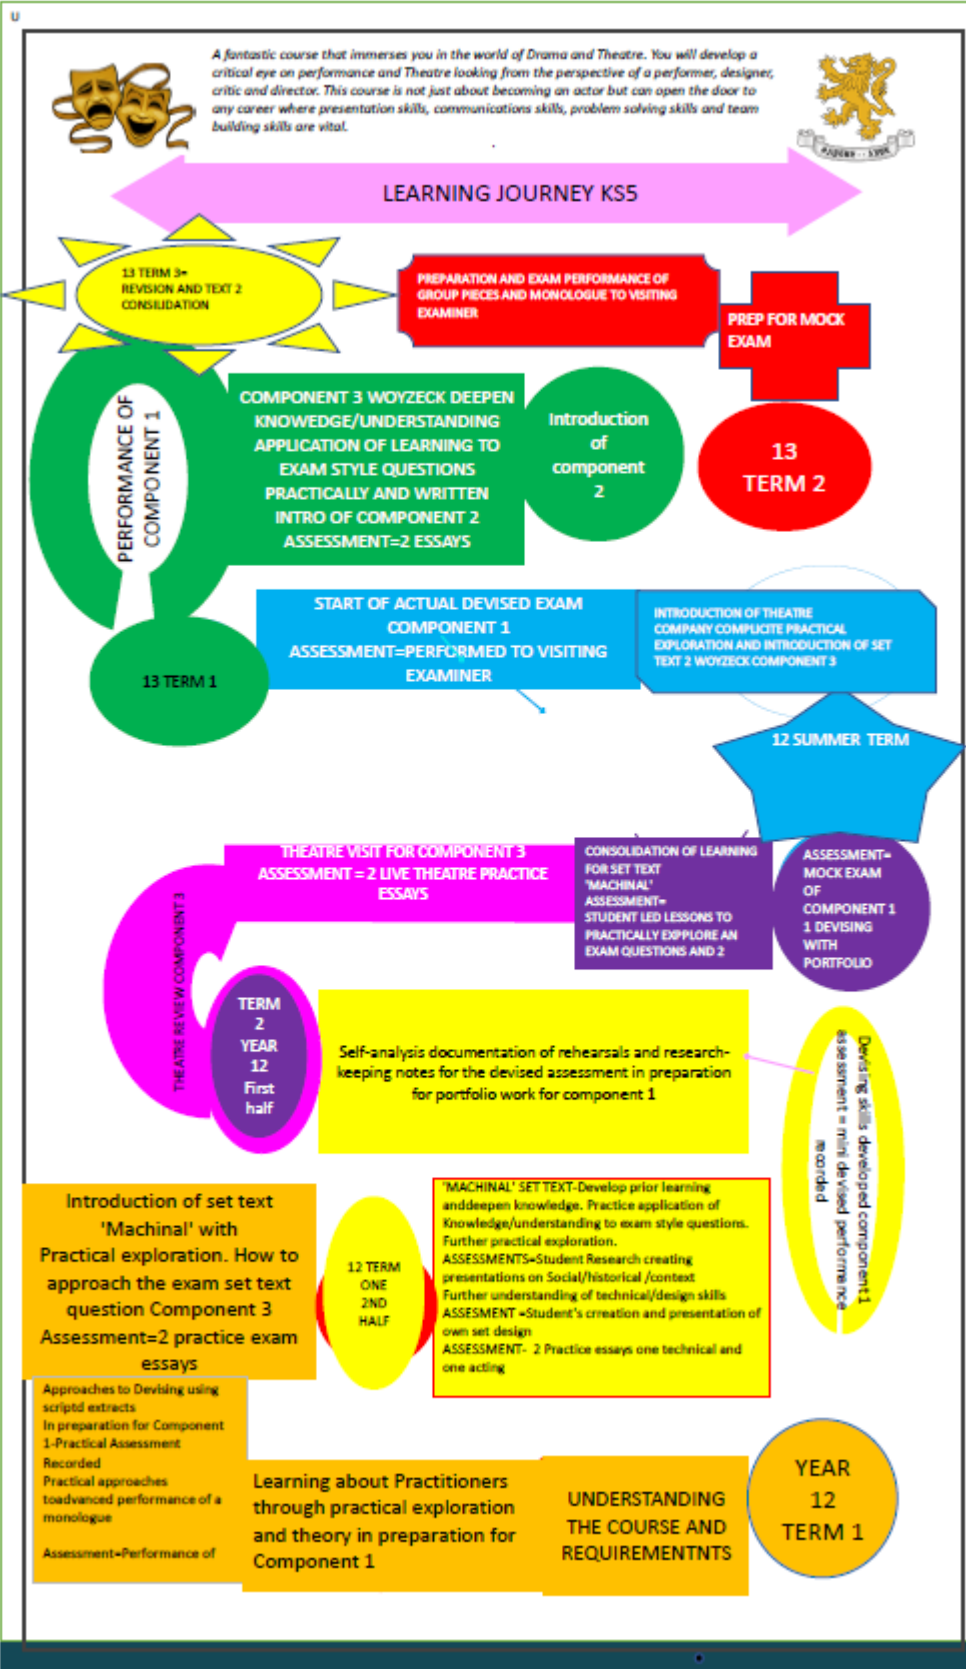 U
A fantastic course that immerses you in the world of Drama and Theatre. You will develop a
critical eye on performance and Theatre looking from the perspective of a performer, designer,
critic and director. This course is not just about becoming an actor but can open the door to
any career where presentation skills, communications skills, problem solving skills and team
building skills are vital.
LEARNING JOURNEY KS5
13 TERM 3=
REVISION AND TEXT 2
CONSILIDATION
PREPARATION AND EXAM PERFORMANCE OF
GROUP PIECES AND MONOLOGUE TO VISITING
EXAMINER
PREP FOR MOCK
EXAM
PERFORMANCE OF
COMPONENT 1
COMPONENT 3 WOYZECK DEEPEN
KNOWEDGE/UNDERSTANDING
APPLICATION OF LEARNING TO
EXAM STYLE QUESTIONS
PRACTICALLY AND WRITTEN
INTRO OF COMPONENT 2
ASSESSMENT=2 ESSAYS
Introduction
of
component
2
13
TERM 2
13 TERM 1
START OF ACTUAL DEVISED EXAM
COMPONENT 1
ASSESSMENT=PERFORMED TO VISITING
EXAMINER
INTRODUCTION OF THEATRE
COMPANY COMPLICITE PRACTICAL
EXPLORATION AND INTRODUCTION OF SET
TEXT 2 WOYZECK COMPONENT 3
12 SUMMER TERM
THEATRE VISIT FOR COMPONENT 3
ASSESSMENT = 2 LIVE THEATRE PRACTICE
ESSAYS
CONSOLIDATION OF LEARNING
FOR SET TEXT
'MACHINAL'
ASSESSMENT=
STUDENT LED LESSONS TO
PRACTICALLY EXPPLORE AN
EXAM QUESTIONS AND 2
ASSESSMENT=
MOCK EXAM
OF
COMPONENT 1
1 DEVISING
WITH
PORTFOLIO
THEATRE REVIEW COMPONENT 3
TERM
2
YEAR
12
First
half
Self-analysis documentation of rehearsals and research-
keeping notes for the devised assessment in preparation
for portfolio work for component 1
Devising skills developed component 1
assessment = mini devised performance
recorded
Introduction of set text
'Machinal' with
Practical exploration. How to
approach the exam set text
question Component 3
Assessment=2 practice exam
essays
12 TERM
ONE
2ND
HALF
'MACHINAL' SET TEXT-Develop prior learning
anddeepen knowledge. Practice application of
Knowledge/understanding to exam style questions.
Further practical exploration.
ASSESSMENTS=Student Research creating
presentations on Social/historical /context
Further understanding of technical/design skills
ASSESMENT =Student's crreation and presentation of
own set design
ASSESSMENT- 2 Practice essays one technical and
one acting
Approaches to Devising using
scriptd extracts
In preparation for Component
1-Practical Assessment
Recorded
Practical approaches
toadvanced performance of a
monologue
Assessment=Performance of
Learning about Practitioners
through practical exploration
and theory in preparation for
Component 1
UNDERSTANDING
THE COURSE AND
REQUIREMENTNTS
YEAR
12
TERM 1